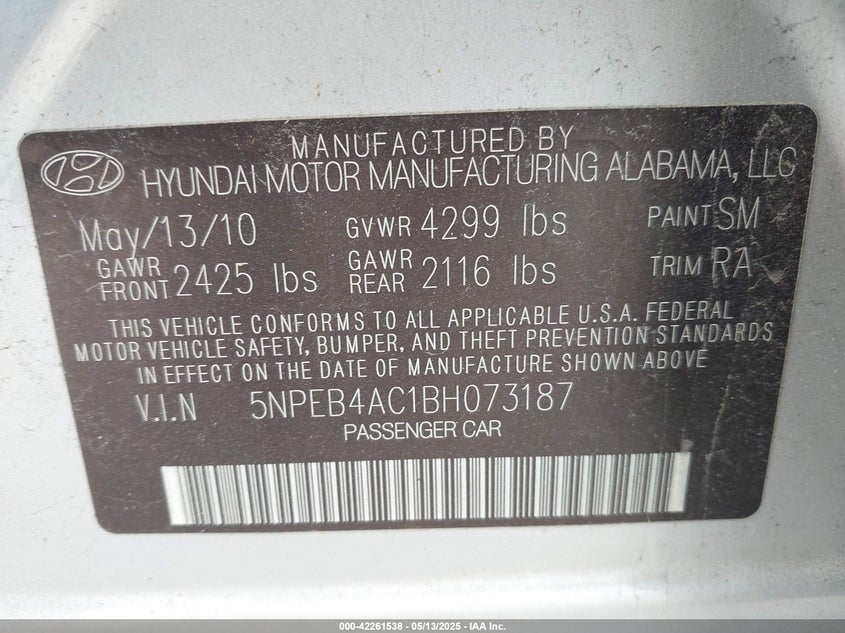 MANUFACTURED BY
HYUNDAI MOTOR MANUFACTURING ALABAMA, LLC
May/13/10 GVWR 4299 lbs PAINT SM
GAWR FRONT 2425 lbs GAWR REAR 2116 lbs TRIM RA
THIS VEHICLE CONFORMS TO ALL APPLICABLE U.S.A. FEDERAL
MOTOR VEHICLE SAFETY, BUMPER, AND THEFT PREVENTION STANDARDS
IN EFFECT ON THE DATE OF MANUFACTURE SHOWN ABOVE
V.I.N 5NPEB4AC1BH073187
PASSENGER CAR
000-42261538 - 05/13/2025 - IAA Inc.